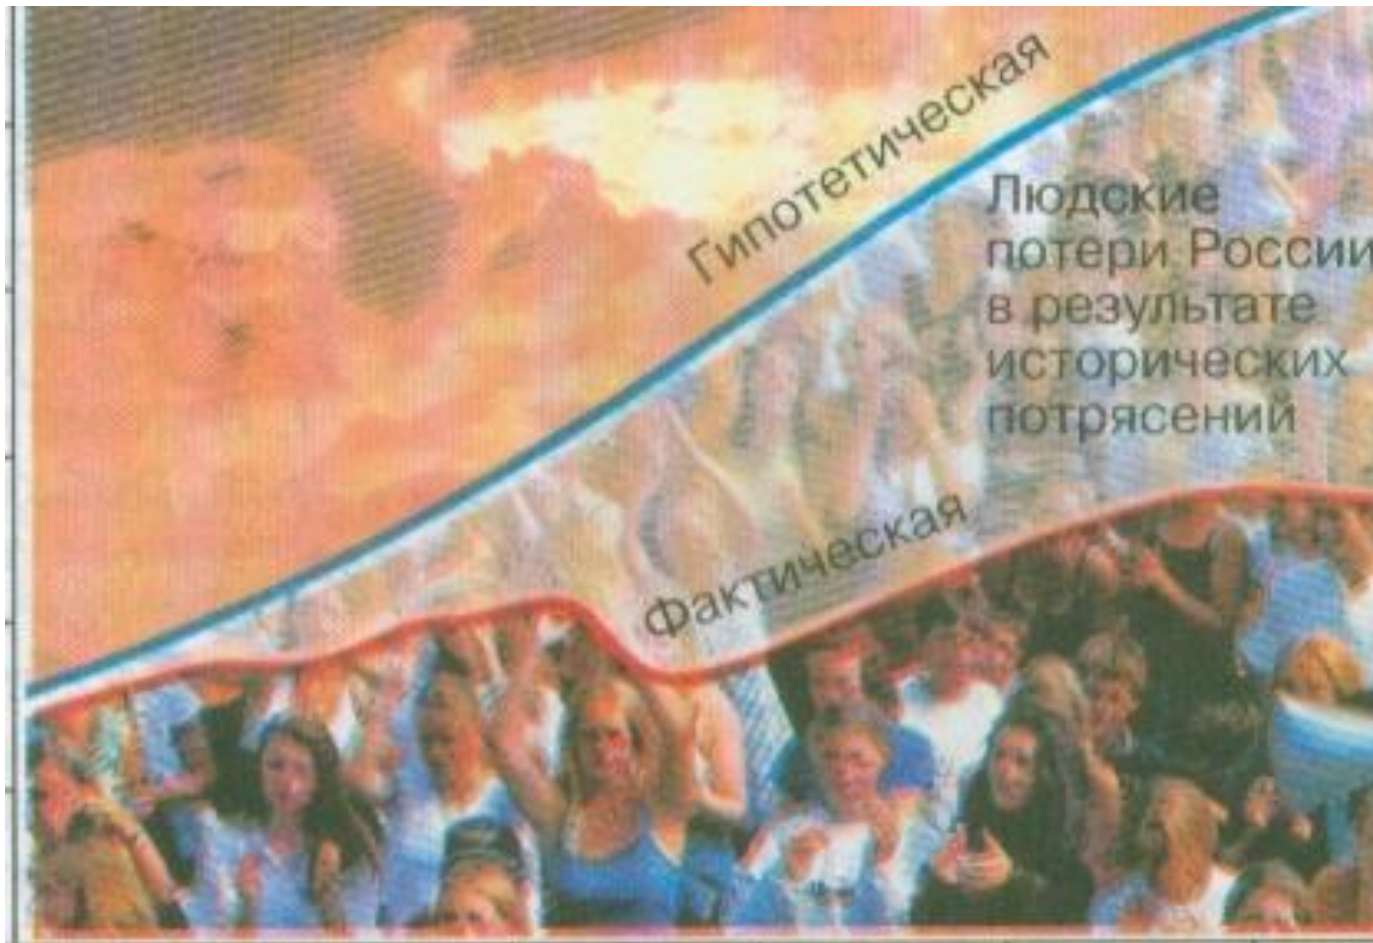 Гипотетическая
Людские
потери России
в результате
исторических
потрясений
Фактическая